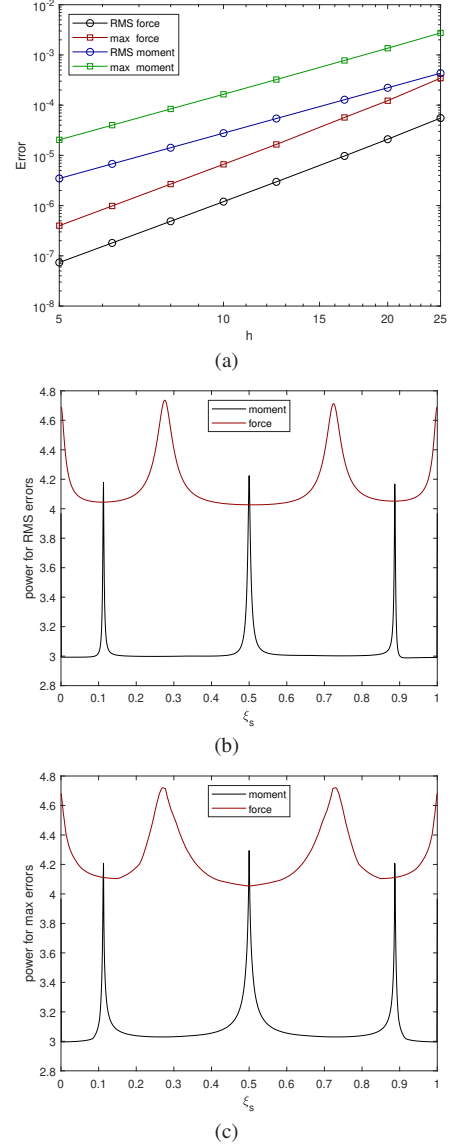 10^-2
10^-3
10^-4
10^-5
10^-6
10^-7
10^-8
Error
RMS force
max force
RMS moment
max moment
5
10
15
20
25
h
(a)
4.8
4.6
4.4
4.2
4
3.8
3.6
3.4
3.2
3
2.8
power for RMS errors
moment
force
0 0.1 0.2 0.3 0.4 0.5 0.6 0.7 0.8 0.9 1
ξ_s
(b)
4.8
4.6
4.4
4.2
4
3.8
3.6
3.4
3.2
3
2.8
power for max errors
moment
force
0 0.1 0.2 0.3 0.4 0.5 0.6 0.7 0.8 0.9 1
ξ_s
(c)